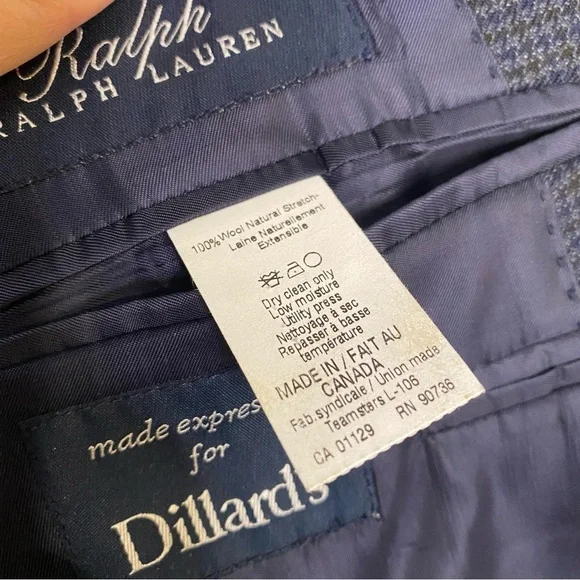 Ralph
RALPH LAUREN
100% Wool Natural Stretch-
Laine Naturellement
Extensible
Dry clean only
Low moisture
Utility press
Nettoyage à sec
Repasser à basse
température
MADE IN / FAIT AU
CANADA
Fab.syndicale / Union made
Teamsters L-106
CA 01129 RN 90736
made expres
for
Dillard's